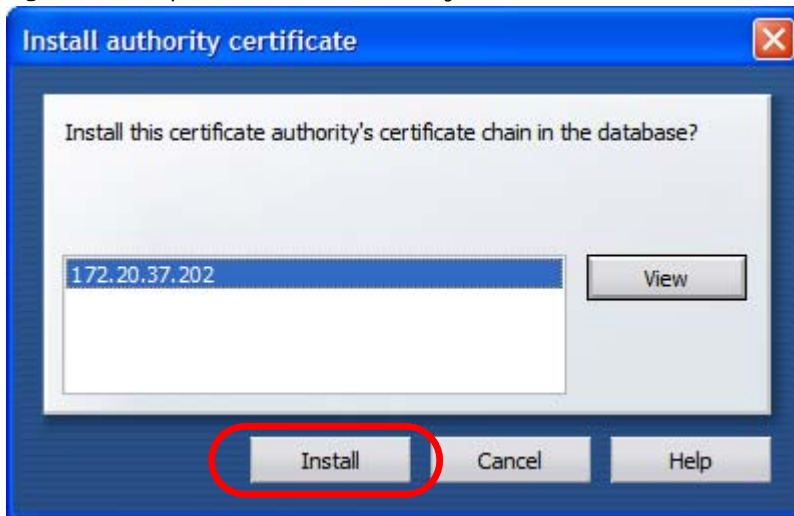 Install authority certificate
Install this certificate authority's certificate chain in the database?
172.20.37.202
View
Install
Cancel
Help